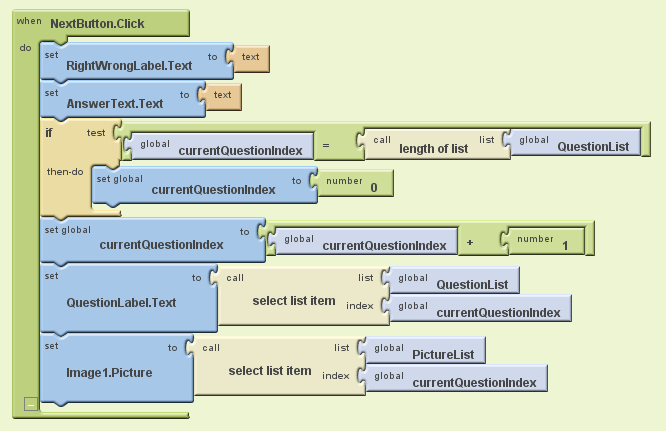 when NextButton.Click
do
set RightWrongLabel.Text to text
set AnswerText.Text to text
if test global currentQuestionIndex = call length of list list global QuestionList
then-do set global currentQuestionIndex to number 0
set global currentQuestionIndex to global currentQuestionIndex + number 1
set QuestionLabel.Text to call select list item list global QuestionList
index global currentQuestionIndex
set Image1.Picture to call select list item list global PictureList
index global currentQuestionIndex